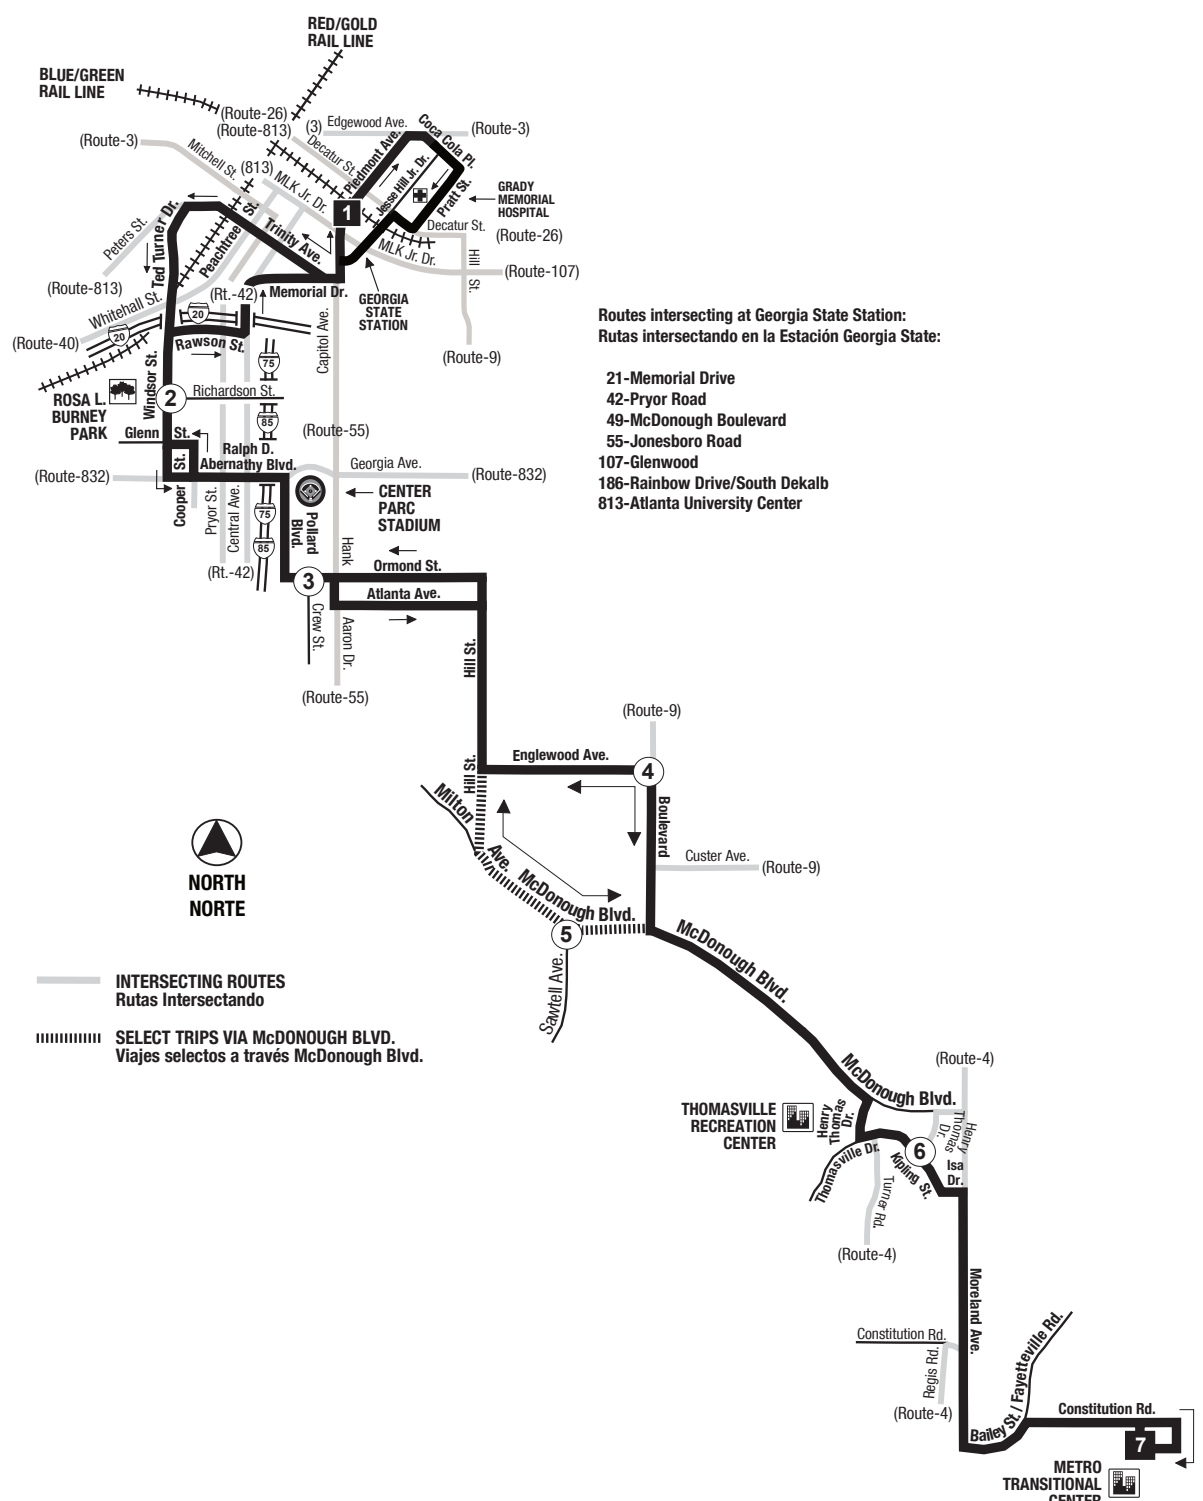 RED/GOLD
RAIL LINE
BLUE/GREEN
RAIL LINE
(Route-26)
(Route-813)
(3)
Edgewood Ave.
(Route-3)
Coca Cola Pl.
(Route-3)
Mitchell St.
Decatur St.
Piedmont Ave.
Jesse Hill Jr. Dr.
Pratt St.
(813)
MLK Jr. Dr.
GRADY
MEMORIAL
HOSPITAL
1
Decatur St.
(Route-26)
Peters St.
Ted Turner Dr.
Peachtree St.
Trinity Ave.
MLK Jr. Dr.
Hill St.
(Route-107)
(Route-813)
Whitehall St.
(Rt.-42)
Memorial Dr.
GEORGIA
STATE
STATION
20
20
(Route-40)
Rawson St.
Capitol Ave.
(Route-9)
75
Windsor St.
ROSA L.
BURNEY
PARK
2
Richardson St.
85
Glenn St.
(Route-55)
Ralph D.
Abernathy Blvd.
Georgia Ave.
(Route-832)
(Route-832)
Cooper St.
Pryor St.
Central Ave.
75
85
Pollard
Blvd.
CENTER
PARC
STADIUM
(Rt.-42)
Hank
Ormond St.
3
Atlanta Ave.
Crew St.
Aaron Dr.
Hill St.
(Route-55)
Routes intersecting at Georgia State Station:
Rutas intersectando en la Estación Georgia State:
21-Memorial Drive
42-Pryor Road
49-McDonough Boulevard
55-Jonesboro Road
107-Glenwood
186-Rainbow Drive/South Dekalb
813-Atlanta University Center
(Route-9)
Englewood Ave.
4
Hill St.
Milton Ave.
Boulevard
Custer Ave.
(Route-9)
McDonough Blvd.
5
Sawtell Ave.
McDonough Blvd.
NORTH
NORTE
INTERSECTING ROUTES
Rutas Intersectando
SELECT TRIPS VIA McDONOUGH BLVD.
Viajes selectos a través McDonough Blvd.
(Route-4)
McDonough Blvd.
THOMASVILLE
RECREATION
CENTER
Henry
Thomas
Dr.
Henry
Thomas
Dr.
Thomasville Dr.
6
Kipling St.
Isa
Dr.
Turner Rd.
(Route-4)
Moreland Ave.
Constitution Rd.
Regis Rd.
(Route-4)
Bailey St. / Fayetteville Rd.
Constitution Rd.
7
METRO
TRANSITIONAL
CENTER